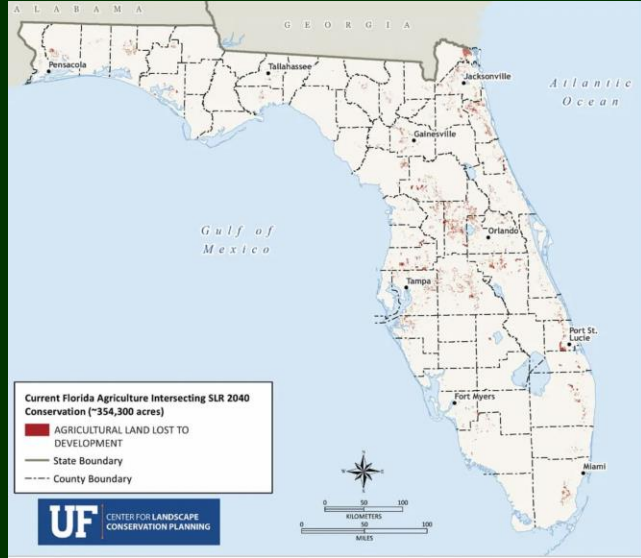 ALABAMA
GEORGIA
Pensacola
Tallahassee
Jacksonville
Atlantic
Ocean
Gainesville
Gulf of
Mexico
Orlando
Tampa
Port St.
Lucie
Fort Myers
Miami
Current Florida Agriculture Intersecting SLR 2040
Conservation (~354,300 acres)
AGRICULTURAL LAND LOST TO
DEVELOPMENT
State Boundary
County Boundary
N
W
E
S
0 50 100
KILOMETERS
0 50 100
MILES
UF CENTER FOR LANDSCAPE
CONSERVATION PLANNING